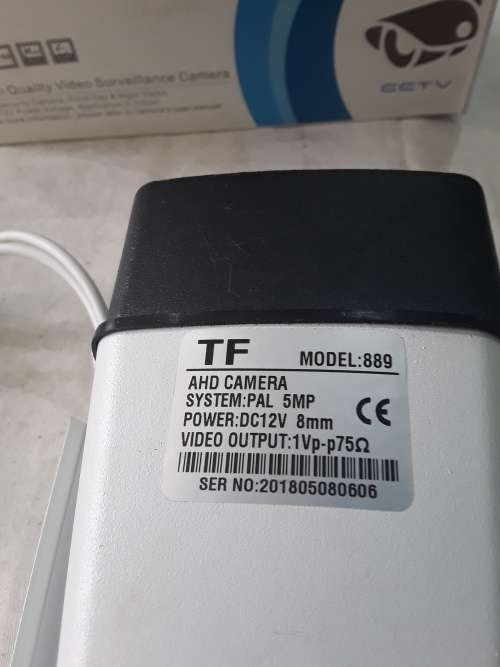 Quality Video Surveillance Camera
CCTV
TF MODEL:889
AHD CAMERA
SYSTEM:PAL 5MP
POWER:DC12V 8mm CE
VIDEO OUTPUT:1Vp-p75Ω
SER NO:201805080606